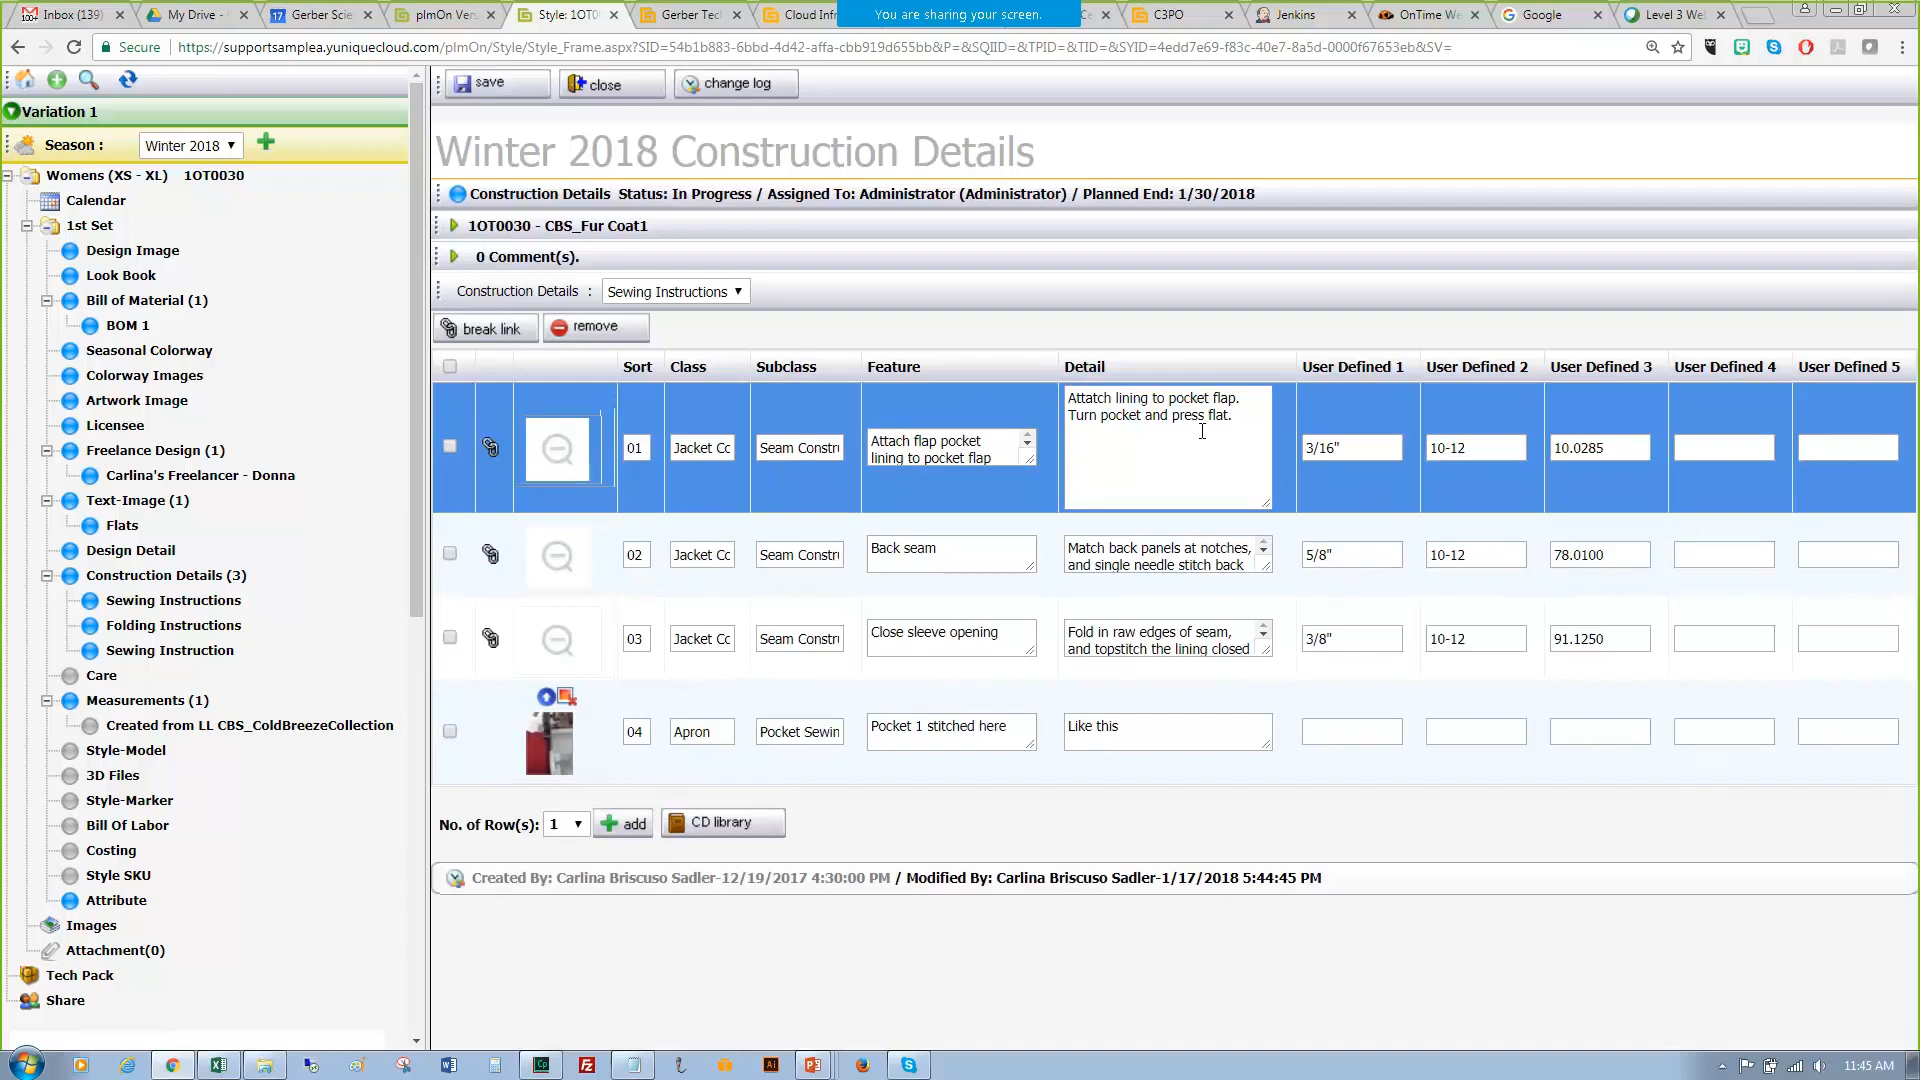 Inbox (139)
My Drive -
Gerber Scie
plmOn Vers
Style: 1OT0
Gerber Tec
Cloud Infr
You are sharing your screen.
C3PO
Jenkins
OnTime We
Google
Level 3 We
Secure https://supportsamplea.yuniquecloud.com/plmOn/Style/Style_Frame.aspx?SID=54b1b883-6bbd-4d42-affa-cbb919d655bb&P=&SQIID=&TPID=&TID=&SYID=4edd7e69-f83c-40e7-8a5d-0000f67653eb&SV=
Variation 1
Season : Winter 2018
Womens (XS - XL) 1OT0030
Calendar
1st Set
Design Image
Look Book
Bill of Material (1)
BOM 1
Seasonal Colorway
Colorway Images
Artwork Image
Licensee
Freelance Design (1)
Carlina's Freelancer - Donna
Text-Image (1)
Flats
Design Detail
Construction Details (3)
Sewing Instructions
Folding Instructions
Sewing Instruction
Care
Measurements (1)
Created from LL CBS_ColdBreezeCollection
Style-Model
3D Files
Style-Marker
Bill Of Labor
Costing
Style SKU
Attribute
Images
Attachment(0)
Tech Pack
Share
save close change log
Winter 2018 Construction Details
Construction Details Status: In Progress / Assigned To: Administrator (Administrator) / Planned End: 1/30/2018
1OT0030 - CBS_Fur Coat1
0 Comment(s).
Construction Details : Sewing Instructions
break link remove
Sort Class Subclass Feature Detail User Defined 1 User Defined 2 User Defined 3 User Defined 4 User Defined 5
01 Jacket Cc Seam Constru
Attach flap pocket
lining to pocket flap
Attatch lining to pocket flap.
Turn pocket and press flat.
3/16" 10-12 10.0285
02 Jacket Cc Seam Constru Back seam
Match back panels at notches,
and single needle stitch back
5/8" 10-12 78.0100
03 Jacket Cc Seam Constru Close sleeve opening
Fold in raw edges of seam,
and topstitch the lining closed
3/8" 10-12 91.1250
04 Apron Pocket Sewin Pocket 1 stitched here Like this
No. of Row(s): 1 add CD library
Created By: Carlina Briscuso Sadler-12/19/2017 4:30:00 PM / Modified By: Carlina Briscuso Sadler-1/17/2018 5:44:45 PM
11:45 AM